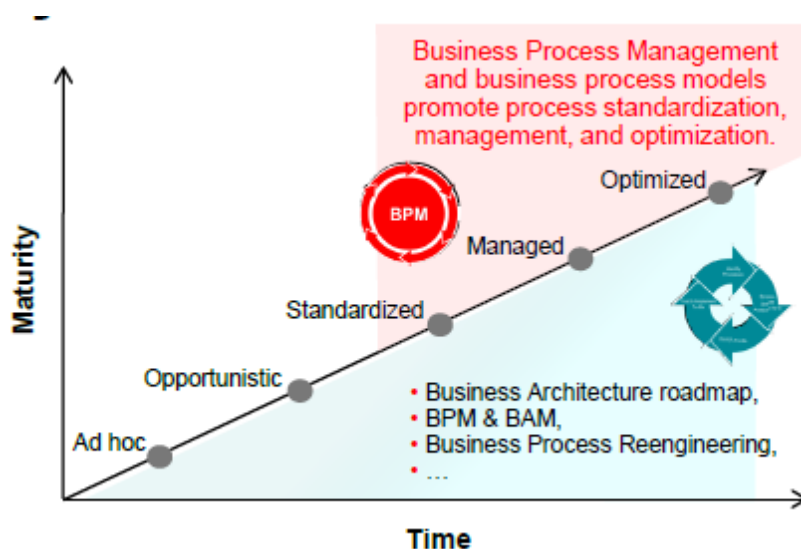 Business Process Management
and business process models
promote process standardization,
management, and optimization.
Optimized
BPM
Managed
Standardized
Opportunistic
Ad hoc
Maturity
• Business Architecture roadmap,
• BPM & BAM,
• Business Process Reengineering,
• ...
Time